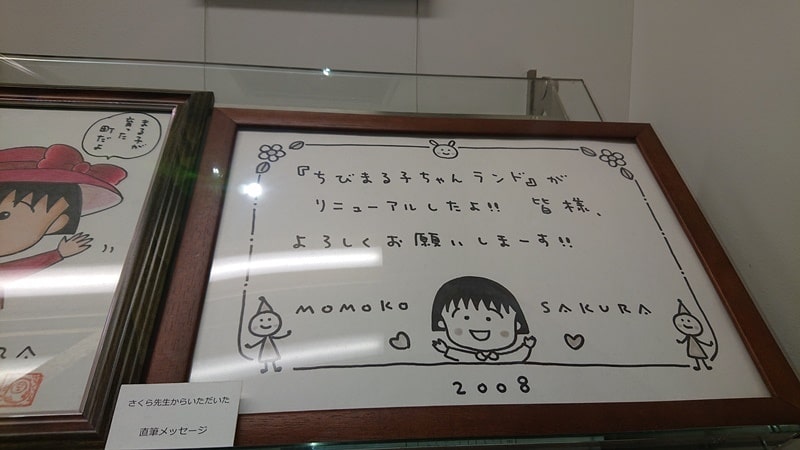 まる子が
育った
町だよ
RA
『ちびまる子ちゃんランド』が
リニューアルしたよ!! 皆様、
よろしくお願いしまーす!!
MOMOKO SAKURA
2008
さくら先生からいただいた
直筆メッセージ